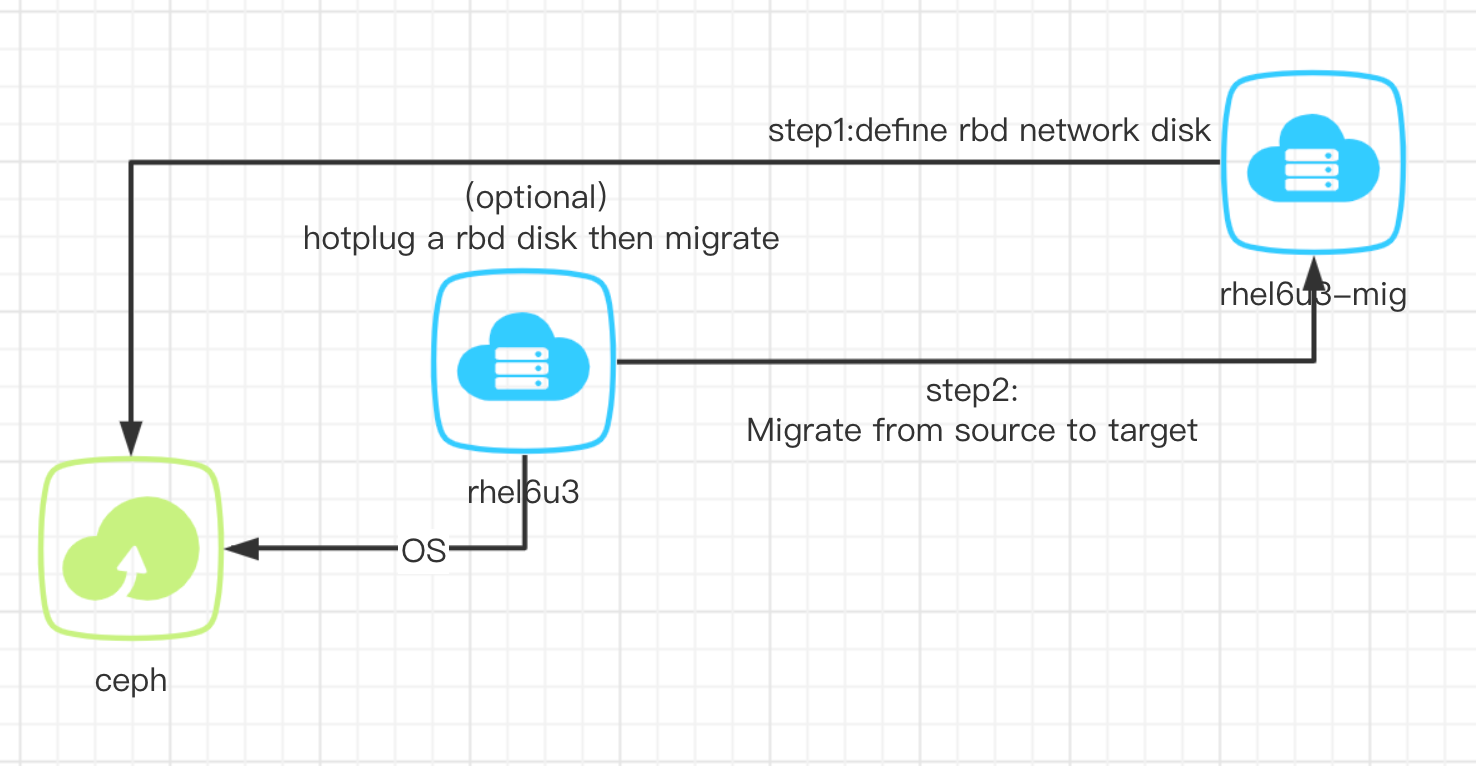 step1:define rbd network disk
(optional)
hotplug a rbd disk then migrate
rhel6u3-mig
step2:
Migrate from source to target
rhel6u3
OS
ceph